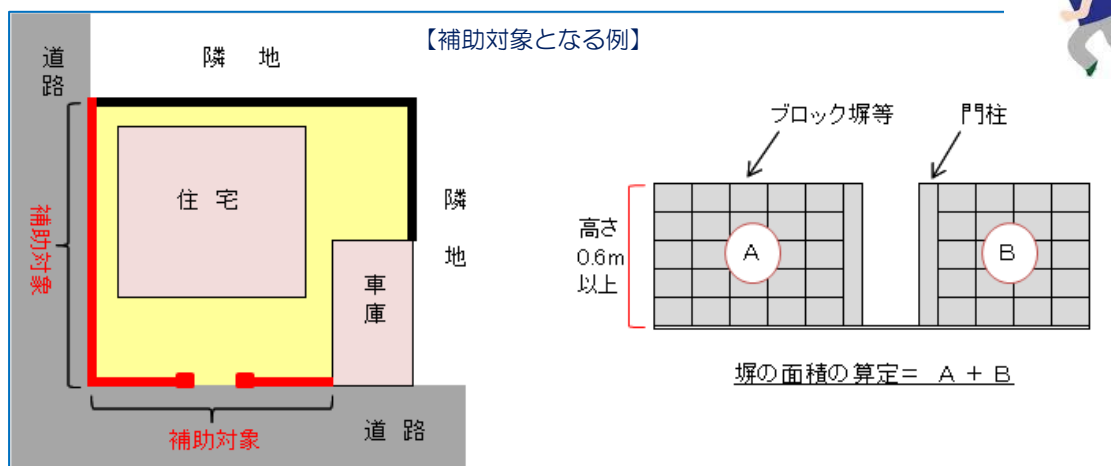 【補助対象となる例】
道路
隣 地
住 宅
隣地
車庫
補助対象
補助対象
道 路
ブロック塀等
門柱
高さ
0.6m
以上
A
B
塀の面積の算定= A + B